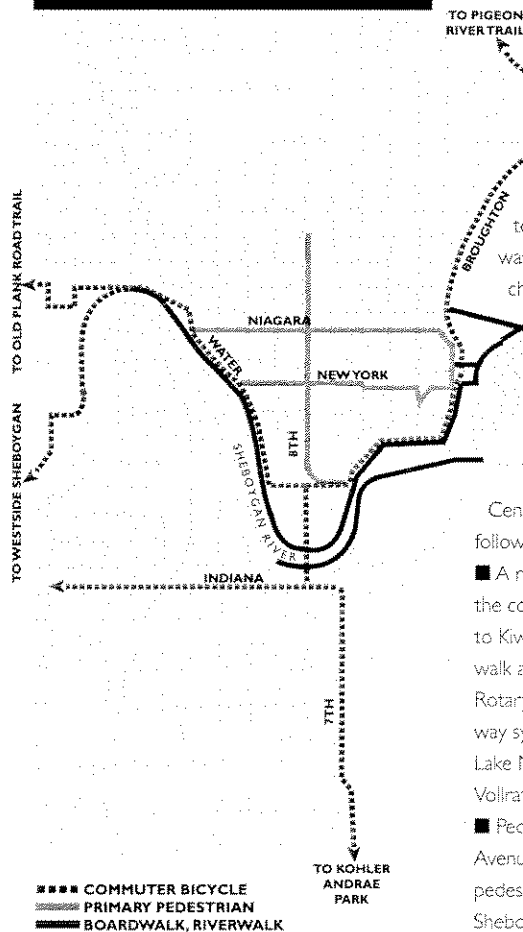 TO PIGEON
RIVER TRAIL
BROUGHTON
TO OLD PLANK ROAD TRAIL
NIAGARA
WATER
NEW YORK
8TH
SHEBOYGAN RIVER
TO WESTSIDE SHEBOYGAN
INDIANA
7TH
TO KOHLER
ANDRAE
PARK
COMMUTER BICYCLE
PRIMARY PEDESTRIAN
BOARDWALK, RIVERWALK
Cen
follow
■ A
the co
to Kiw
walk a
Rotary
way sy
Lake
Vollra
■
Avenu
pedes
Shebo